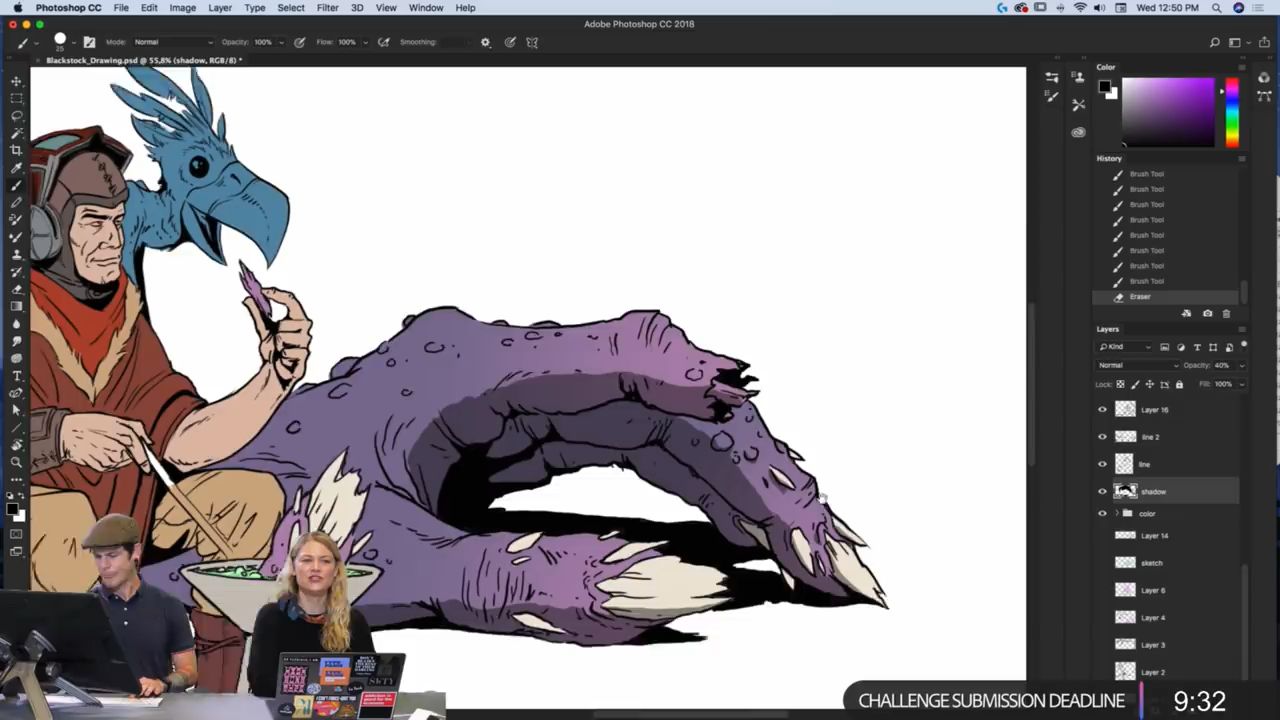 Photoshop CC File Edit Image Layer Type Select Filter 3D View Window Help Wed 12:50 PM
Adobe Photoshop CC 2018
25 Mode: Normal Opacity: 100% Flow: 100% Smoothing:
Blackstock_Drawing.psd @ 55,8% (shadow, RGB/8) *
Color
History
Brush Tool
Brush Tool
Brush Tool
Brush Tool
Brush Tool
Brush Tool
Brush Tool
Brush Tool
Eraser
Layers
Kind
Normal Opacity: 40%
Lock: Fill: 100%
Layer 16
line 2
line
shadow
color
Layer 14
sketch
Layer 6
Layer 4
Layer 3
Layer 2
CHALLENGE SUBMISSION DEADLINE 9:32